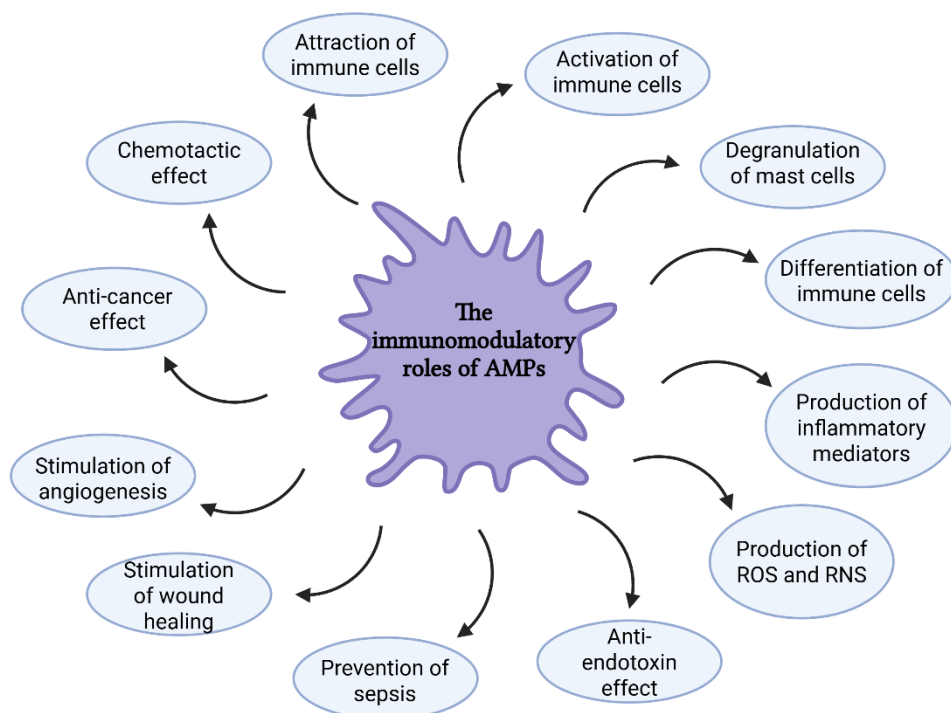 The
immunomodulatory
roles of AMPs
Attraction of
immune cells
Activation of
immune cells
Degranulation
of mast cells
Differentiation of
immune cells
Production of
inflammatory
mediators
Production of
ROS and RNS
Anti-
endotoxin
effect
Prevention of
sepsis
Stimulation
of wound
healing
Stimulation of
angiogenesis
Anti-cancer
effect
Chemotactic
effect